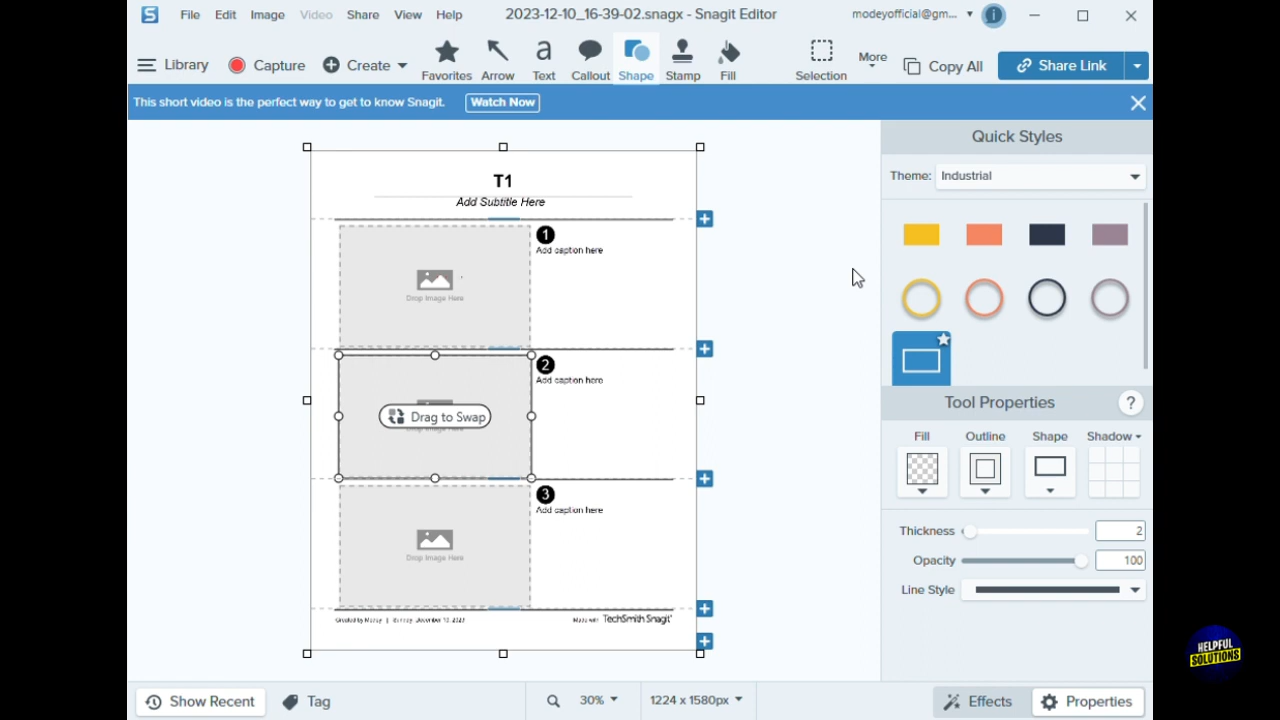 File Edit Image Video Share View Help 2023-12-10_16-39-02.snagx - Snagit Editor modeyofficial@gm...
Library Capture Create Favorites Arrow Text Callout Shape Stamp Fill Selection More Copy All Share Link
This short video is the perfect way to get to know Snagit. Watch Now
Quick Styles
Theme: Industrial
T1
Add Subtitle Here
1
Add caption here
Drop Image Here
2
Add caption here
Drag to Swap
3
Add caption here
Drop Image Here
Made with TechSmith Snagit
Tool Properties ?
Fill Outline Shape Shadow
Thickness 2
Opacity 100
Line Style
Show Recent Tag 30% 1224 x 1580px Effects Properties
HELPFUL
SOLUTIONS